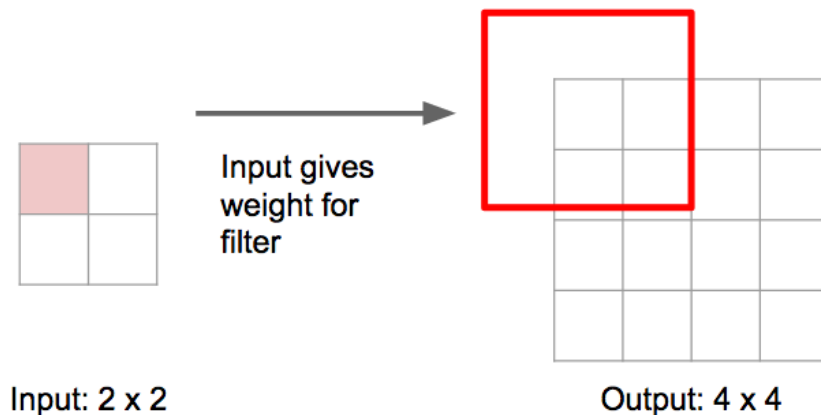 Input gives
weight for
filter
Input: 2 x 2
Output: 4 x 4